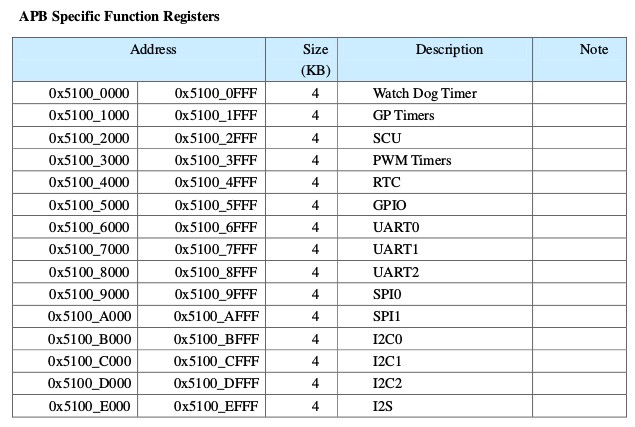 APB Specific Function Registers
Address Size (KB) Description Note
0x5100_0000 0x5100_0FFF 4 Watch Dog Timer
0x5100_1000 0x5100_1FFF 4 GP Timers
0x5100_2000 0x5100_2FFF 4 SCU
0x5100_3000 0x5100_3FFF 4 PWM Timers
0x5100_4000 0x5100_4FFF 4 RTC
0x5100_5000 0x5100_5FFF 4 GPIO
0x5100_6000 0x5100_6FFF 4 UART0
0x5100_7000 0x5100_7FFF 4 UART1
0x5100_8000 0x5100_8FFF 4 UART2
0x5100_9000 0x5100_9FFF 4 SPI0
0x5100_A000 0x5100_AFFF 4 SPI1
0x5100_B000 0x5100_BFFF 4 I2C0
0x5100_C000 0x5100_CFFF 4 I2C1
0x5100_D000 0x5100_DFFF 4 I2C2
0x5100_E000 0x5100_EFFF 4 I2S